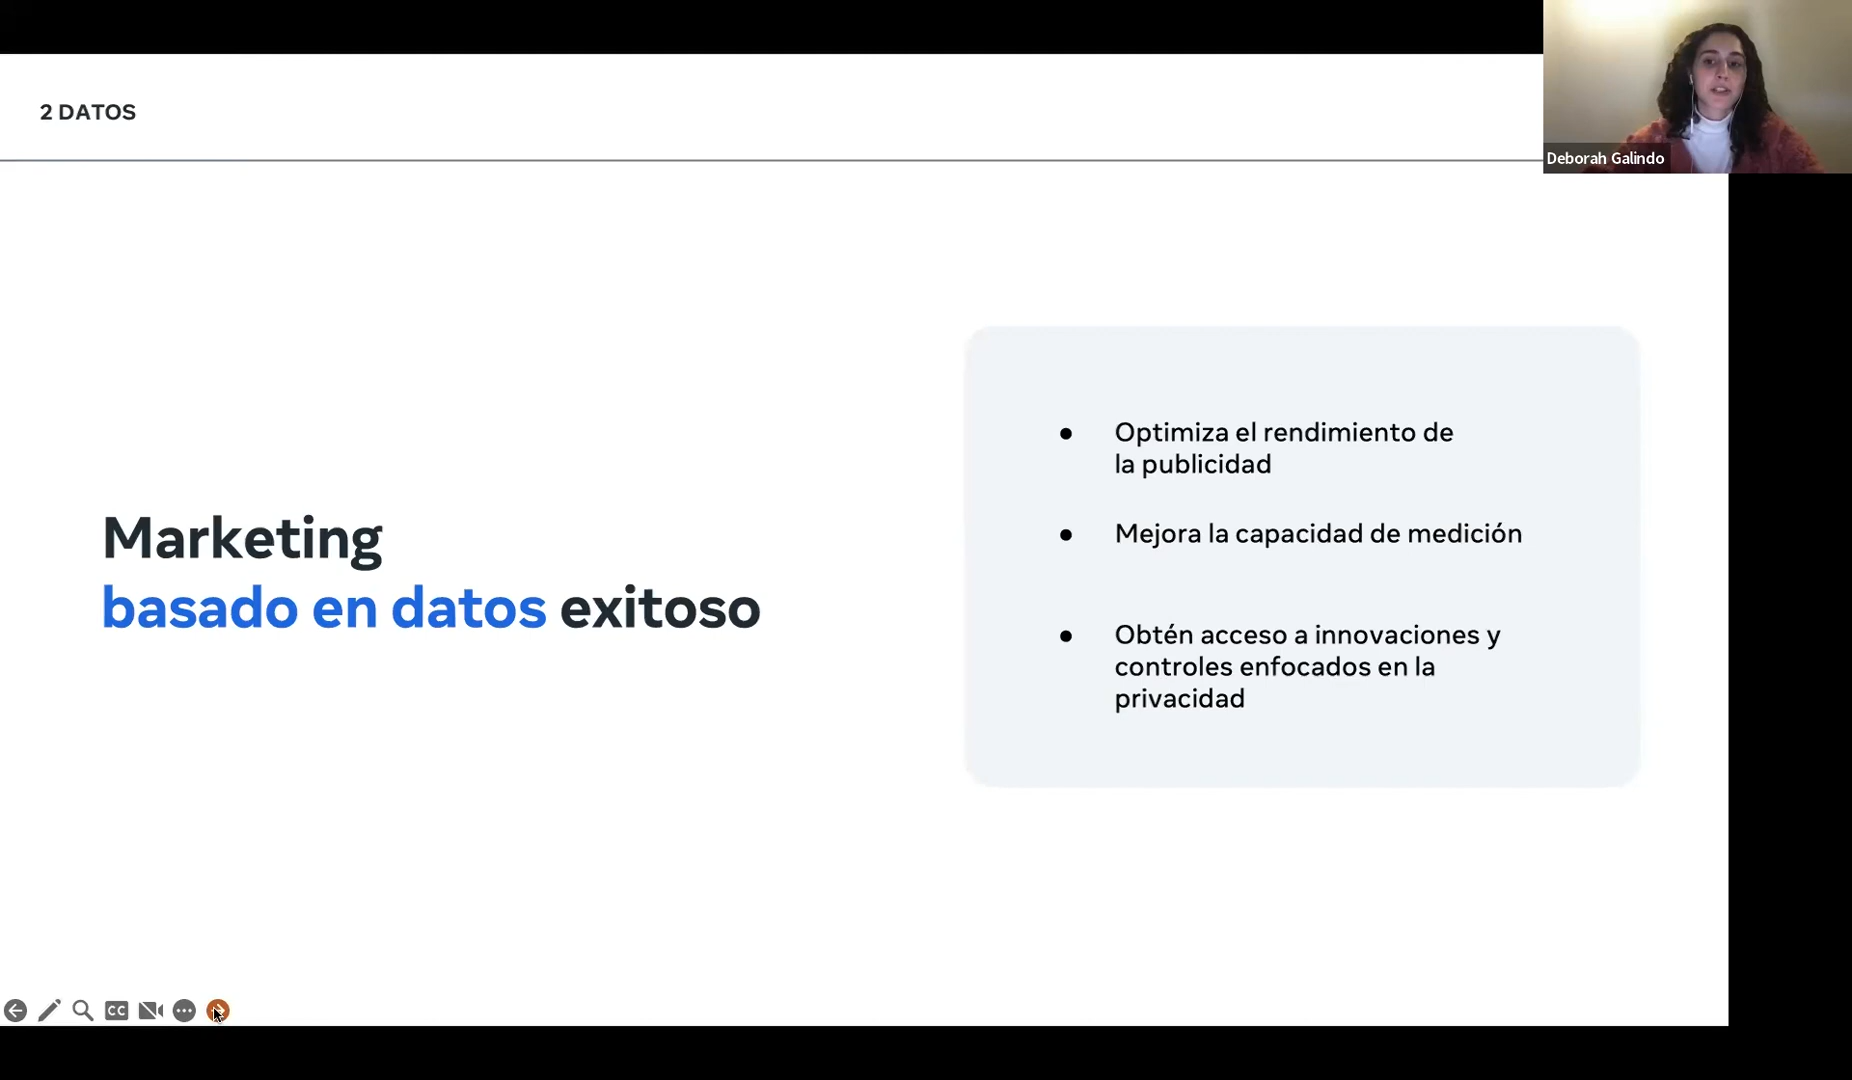 2 DATOS
Deborah Galindo
Marketing
basado en datos exitoso
● Optimiza el rendimiento de
la publicidad
● Mejora la capacidad de medición
● Obtén acceso a innovaciones y
controles enfocados en la
privacidad
CC